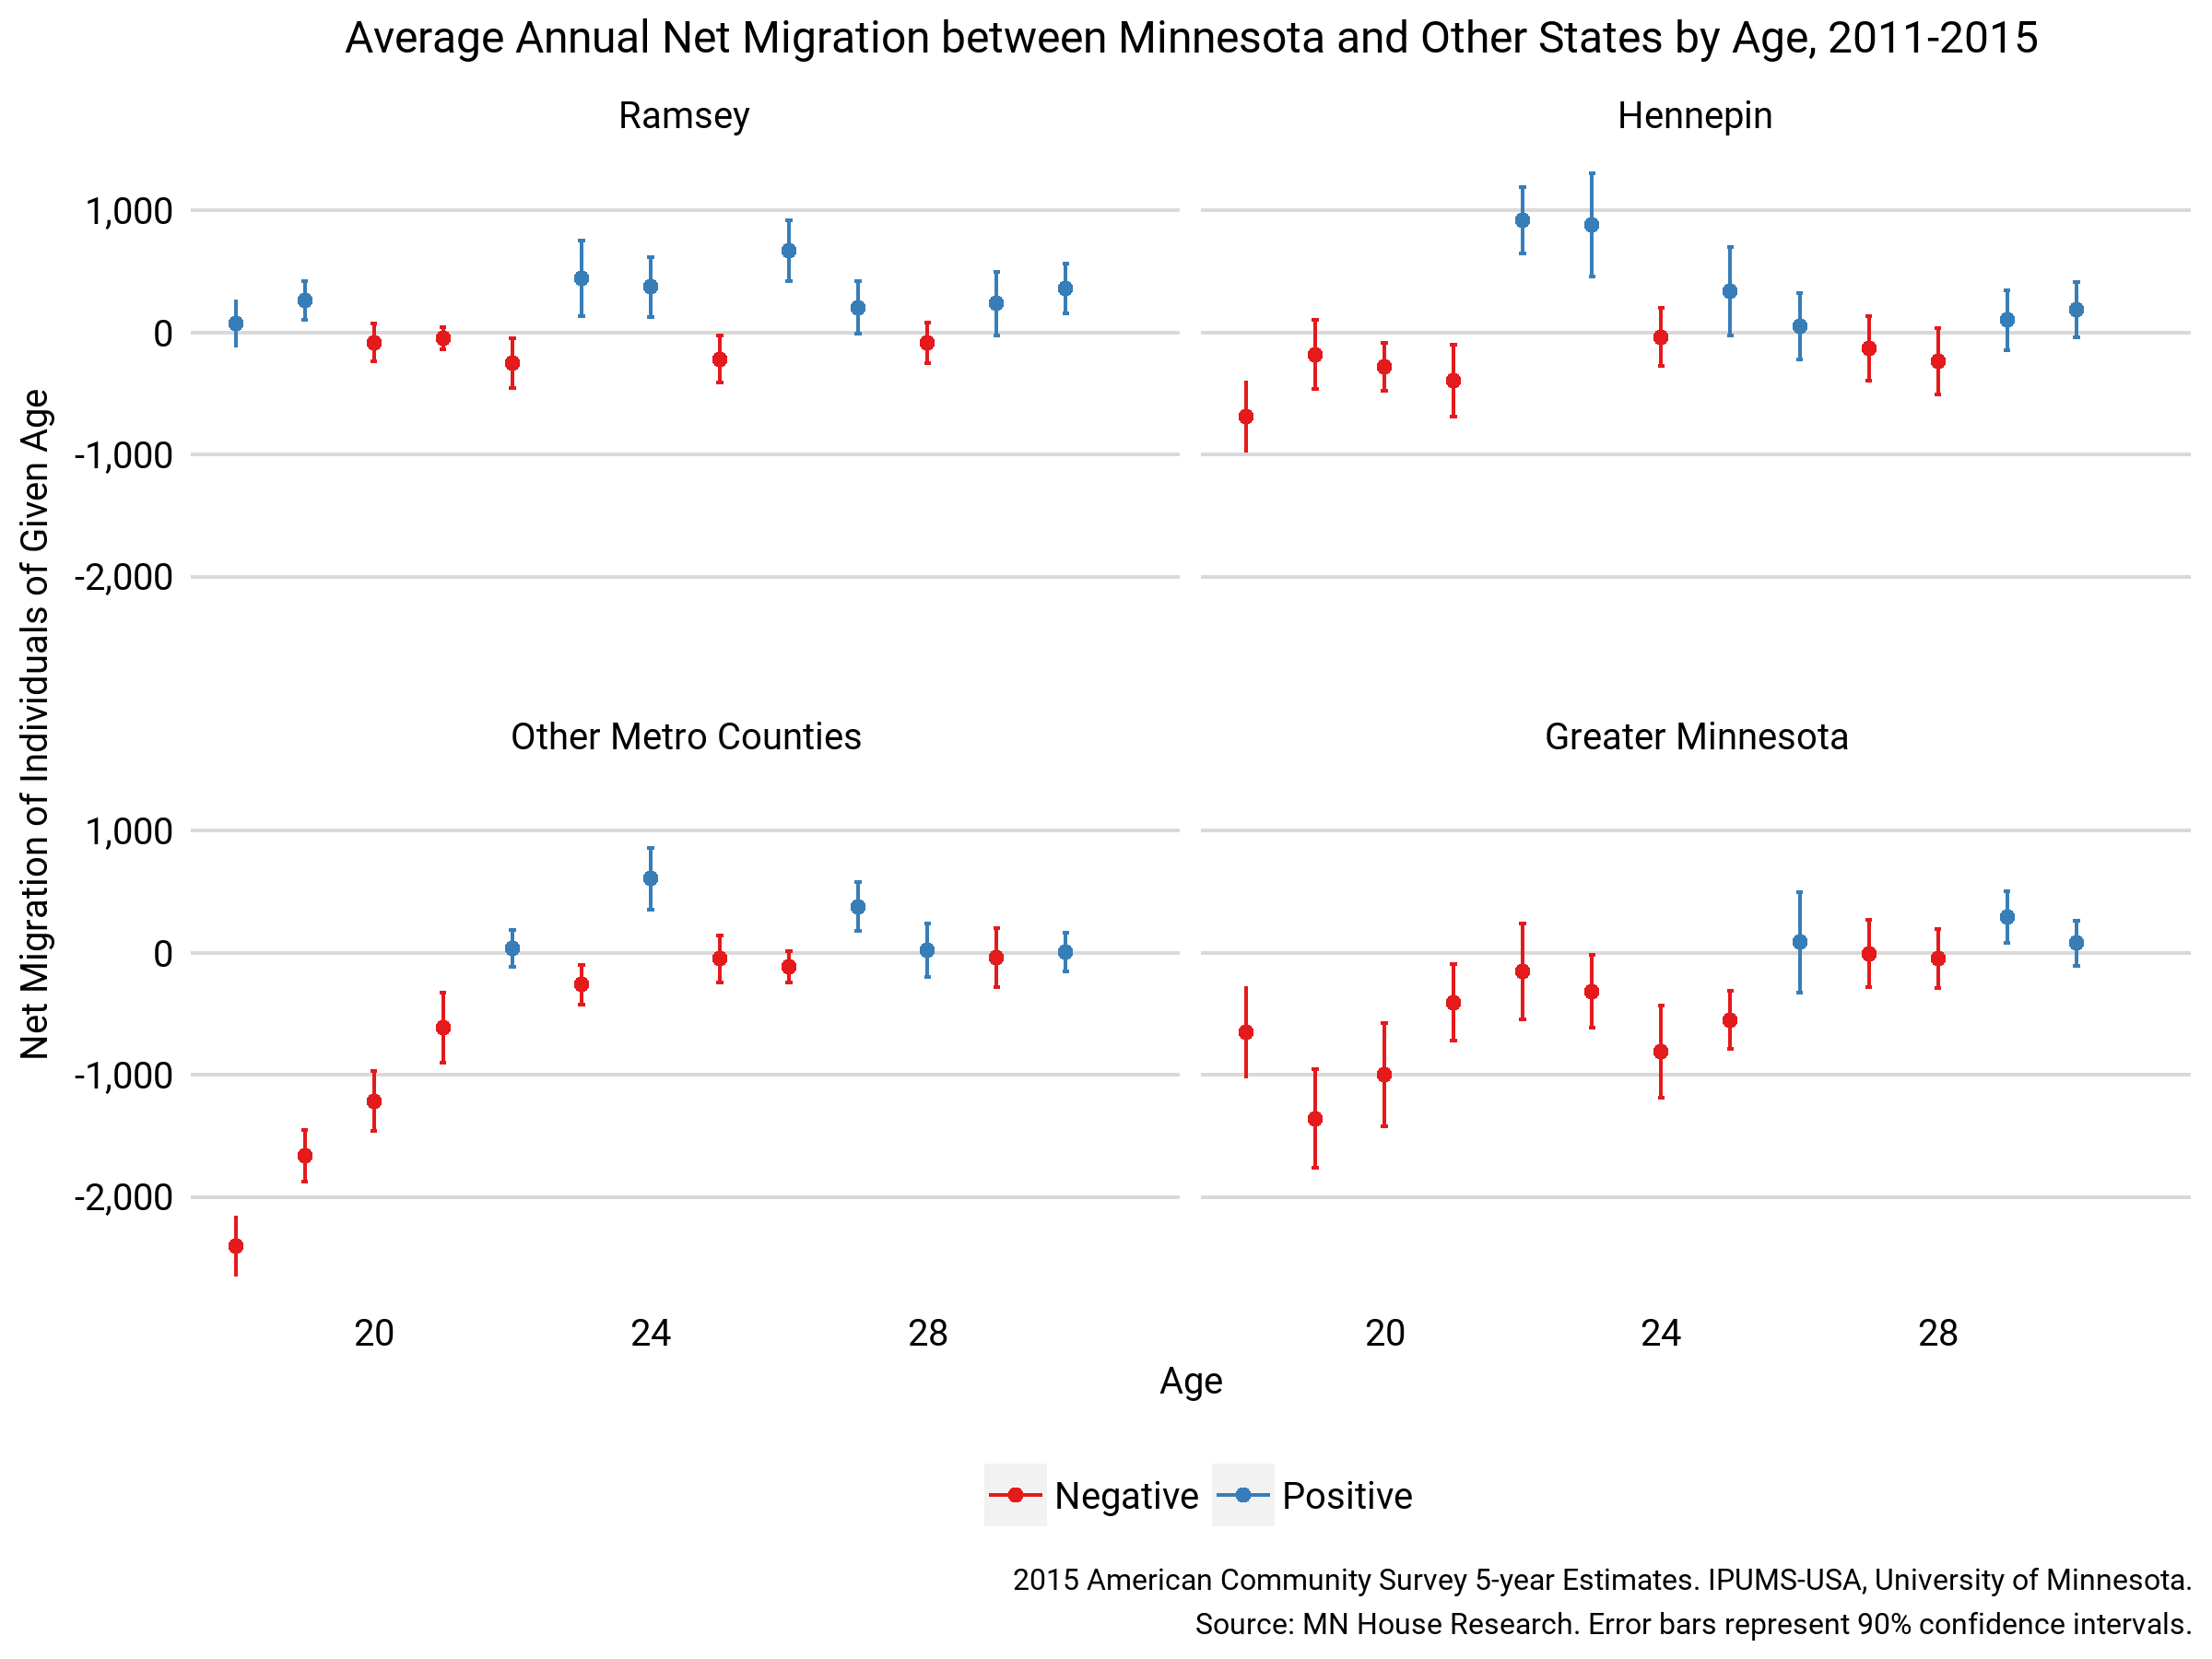 Average Annual Net Migration between Minnesota and Other States by Age, 2011-2015
Ramsey
Hennepin
1,000
0
-1,000
-2,000
Net Migration of Individuals of Given Age
Other Metro Counties
Greater Minnesota
1,000
0
-1,000
-2,000
20
24
28
20
24
28
Age
Negative
Positive
2015 American Community Survey 5-year Estimates. IPUMS-USA, University of Minnesota.
Source: MN House Research. Error bars represent 90% confidence intervals.